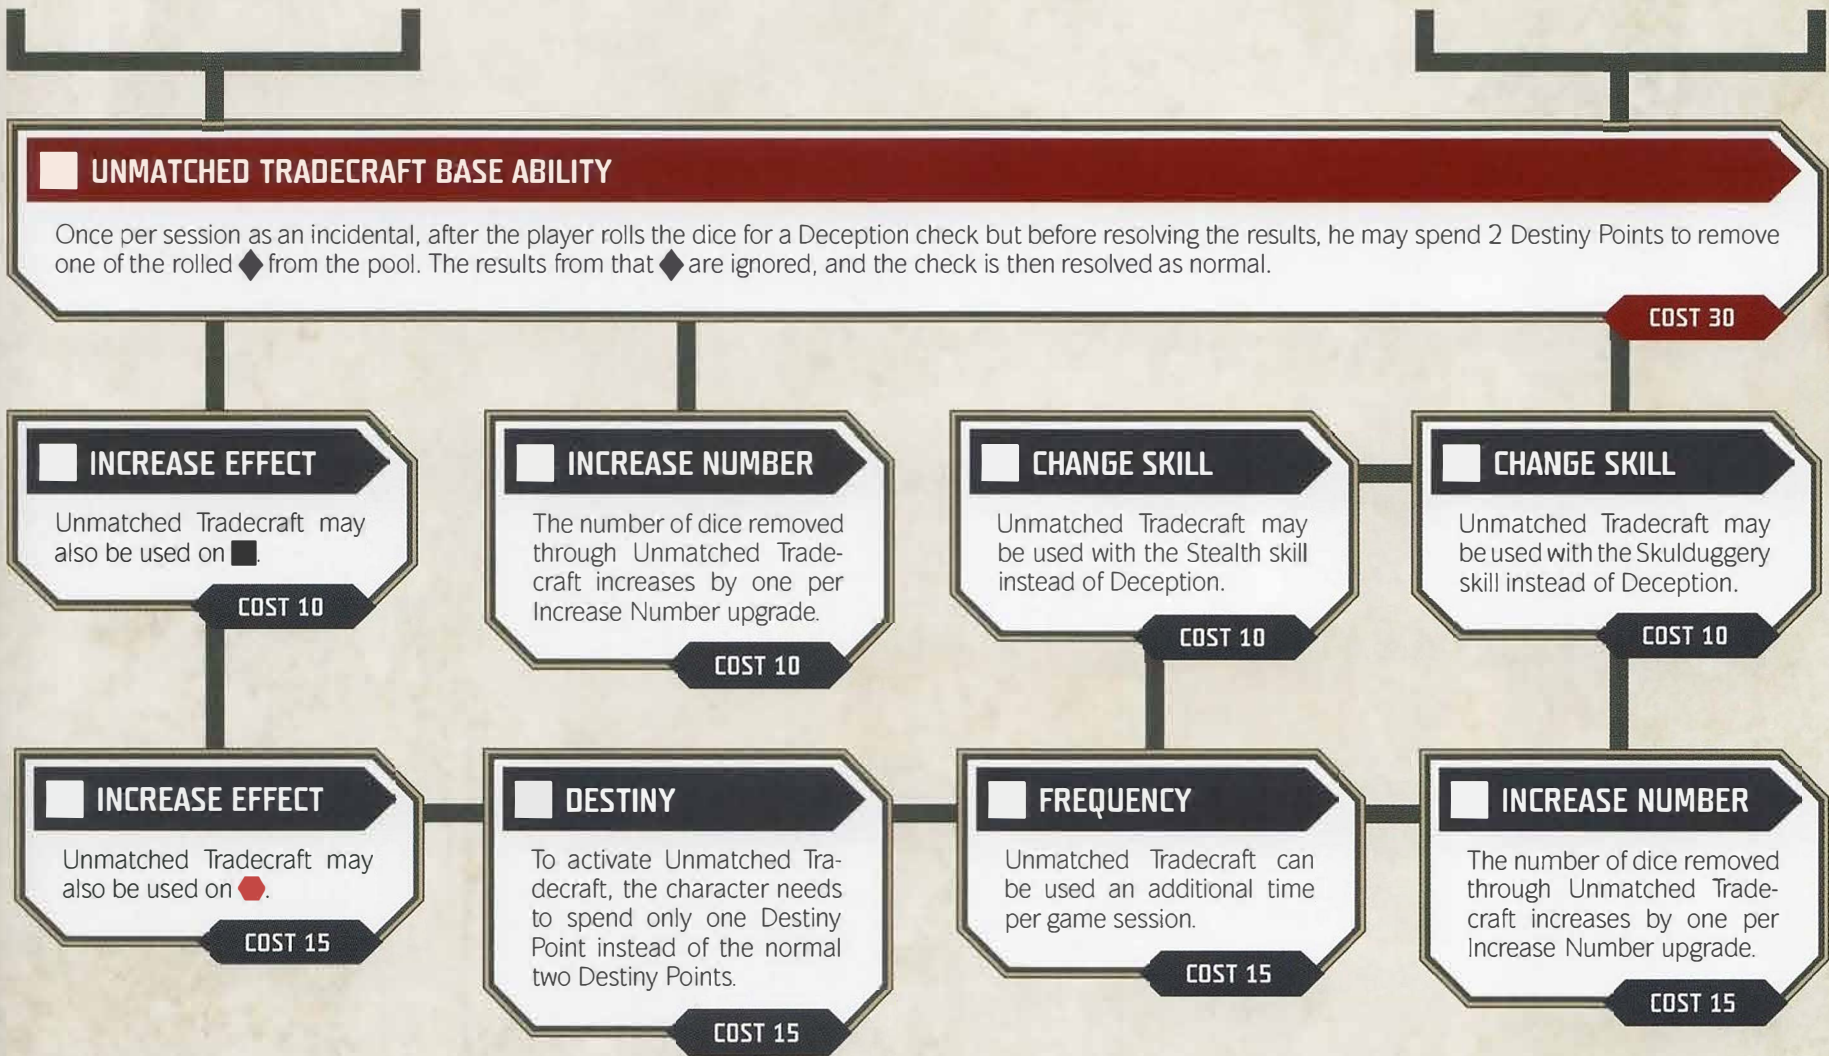 UNMATCHED TRADECRAFT BASE ABILITY
Once per session as an incidental, after the player rolls the dice for a Deception check but before resolving the results, he may spend 2 Destiny Points to remove
one of the rolled ◆ from the pool. The results from that ◆ are ignored, and the check is then resolved as normal.
COST 30
INCREASE EFFECT
Unmatched Tradecraft may
also be used on ■.
COST 10
INCREASE NUMBER
The number of dice removed
through Unmatched Trade-
craft increases by one per
Increase Number upgrade.
COST 10
CHANGE SKILL
Unmatched Tradecraft may
be used with the Stealth skill
instead of Deception.
COST 10
CHANGE SKILL
Unmatched Tradecraft may
be used with the Skulduggery
skill instead of Deception.
COST 10
INCREASE EFFECT
Unmatched Tradecraft may
also be used on ⬢.
COST 15
DESTINY
To activate Unmatched Tra-
decraft, the character needs
to spend only one Destiny
Point instead of the normal
two Destiny Points.
COST 15
FREQUENCY
Unmatched Tradecraft can
be used an additional time
per game session.
COST 15
INCREASE NUMBER
The number of dice removed
through Unmatched Trade-
craft increases by one per
Increase Number upgrade.
COST 15